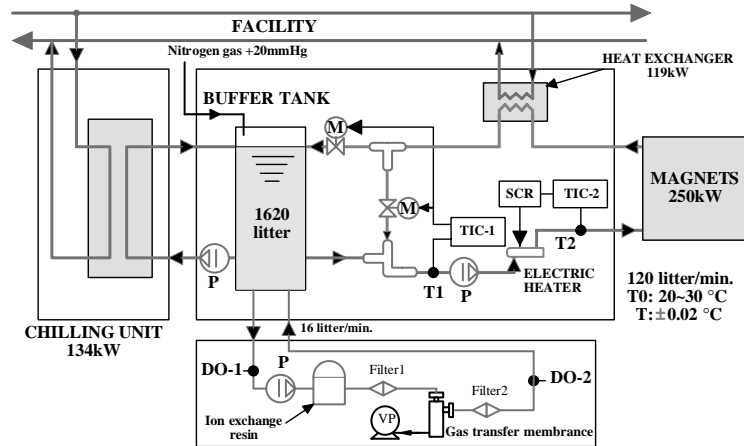 FACILITY
Nitrogen gas +20mmHg
HEAT EXCHANGER
119kW
BUFFER TANK
M
1620
litter
M
SCR
TIC-2
TIC-1
MAGNETS
250kW
P
T1
P
T2
ELECTRIC
HEATER
120 litter/min.
T0: 20~30 °C
T:±0.02 °C
CHILLING UNIT
134kW
16 litter/min.
DO-1
P
Filter1
Filter2
DO-2
Ion exchange
resin
VP
Gas transfer membrance